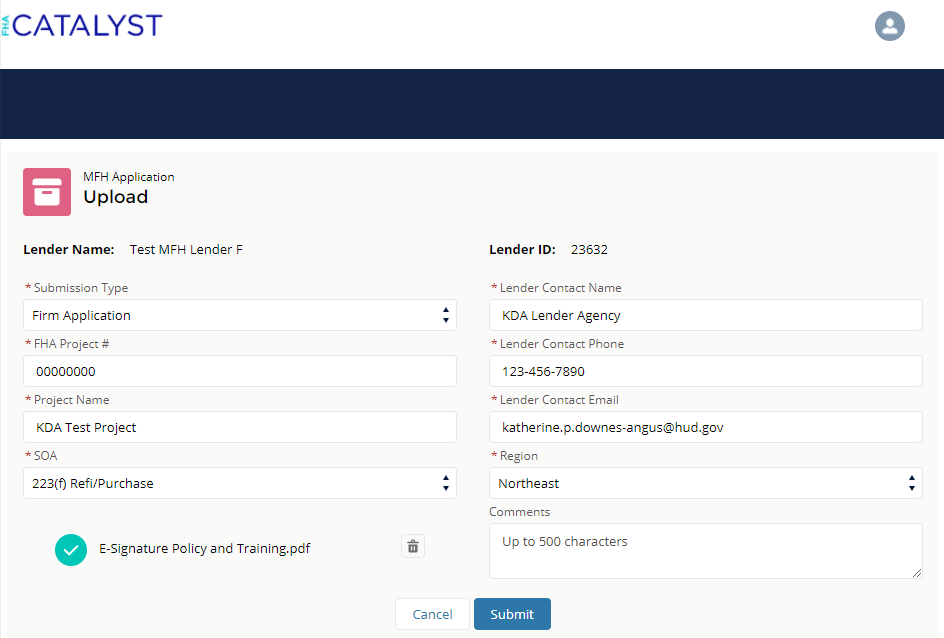 FHA CATALYST
MFH Application
Upload
Lender Name: Test MFH Lender F
Lender ID: 23632
* Submission Type
Firm Application
* Lender Contact Name
KDA Lender Agency
* FHA Project #
00000000
* Lender Contact Phone
123-456-7890
* Project Name
KDA Test Project
* Lender Contact Email
katherine.p.downes-angus@hud.gov
* SOA
223(f) Refi/Purchase
* Region
Northeast
Comments
Up to 500 characters
E-Signature Policy and Training.pdf
Cancel
Submit